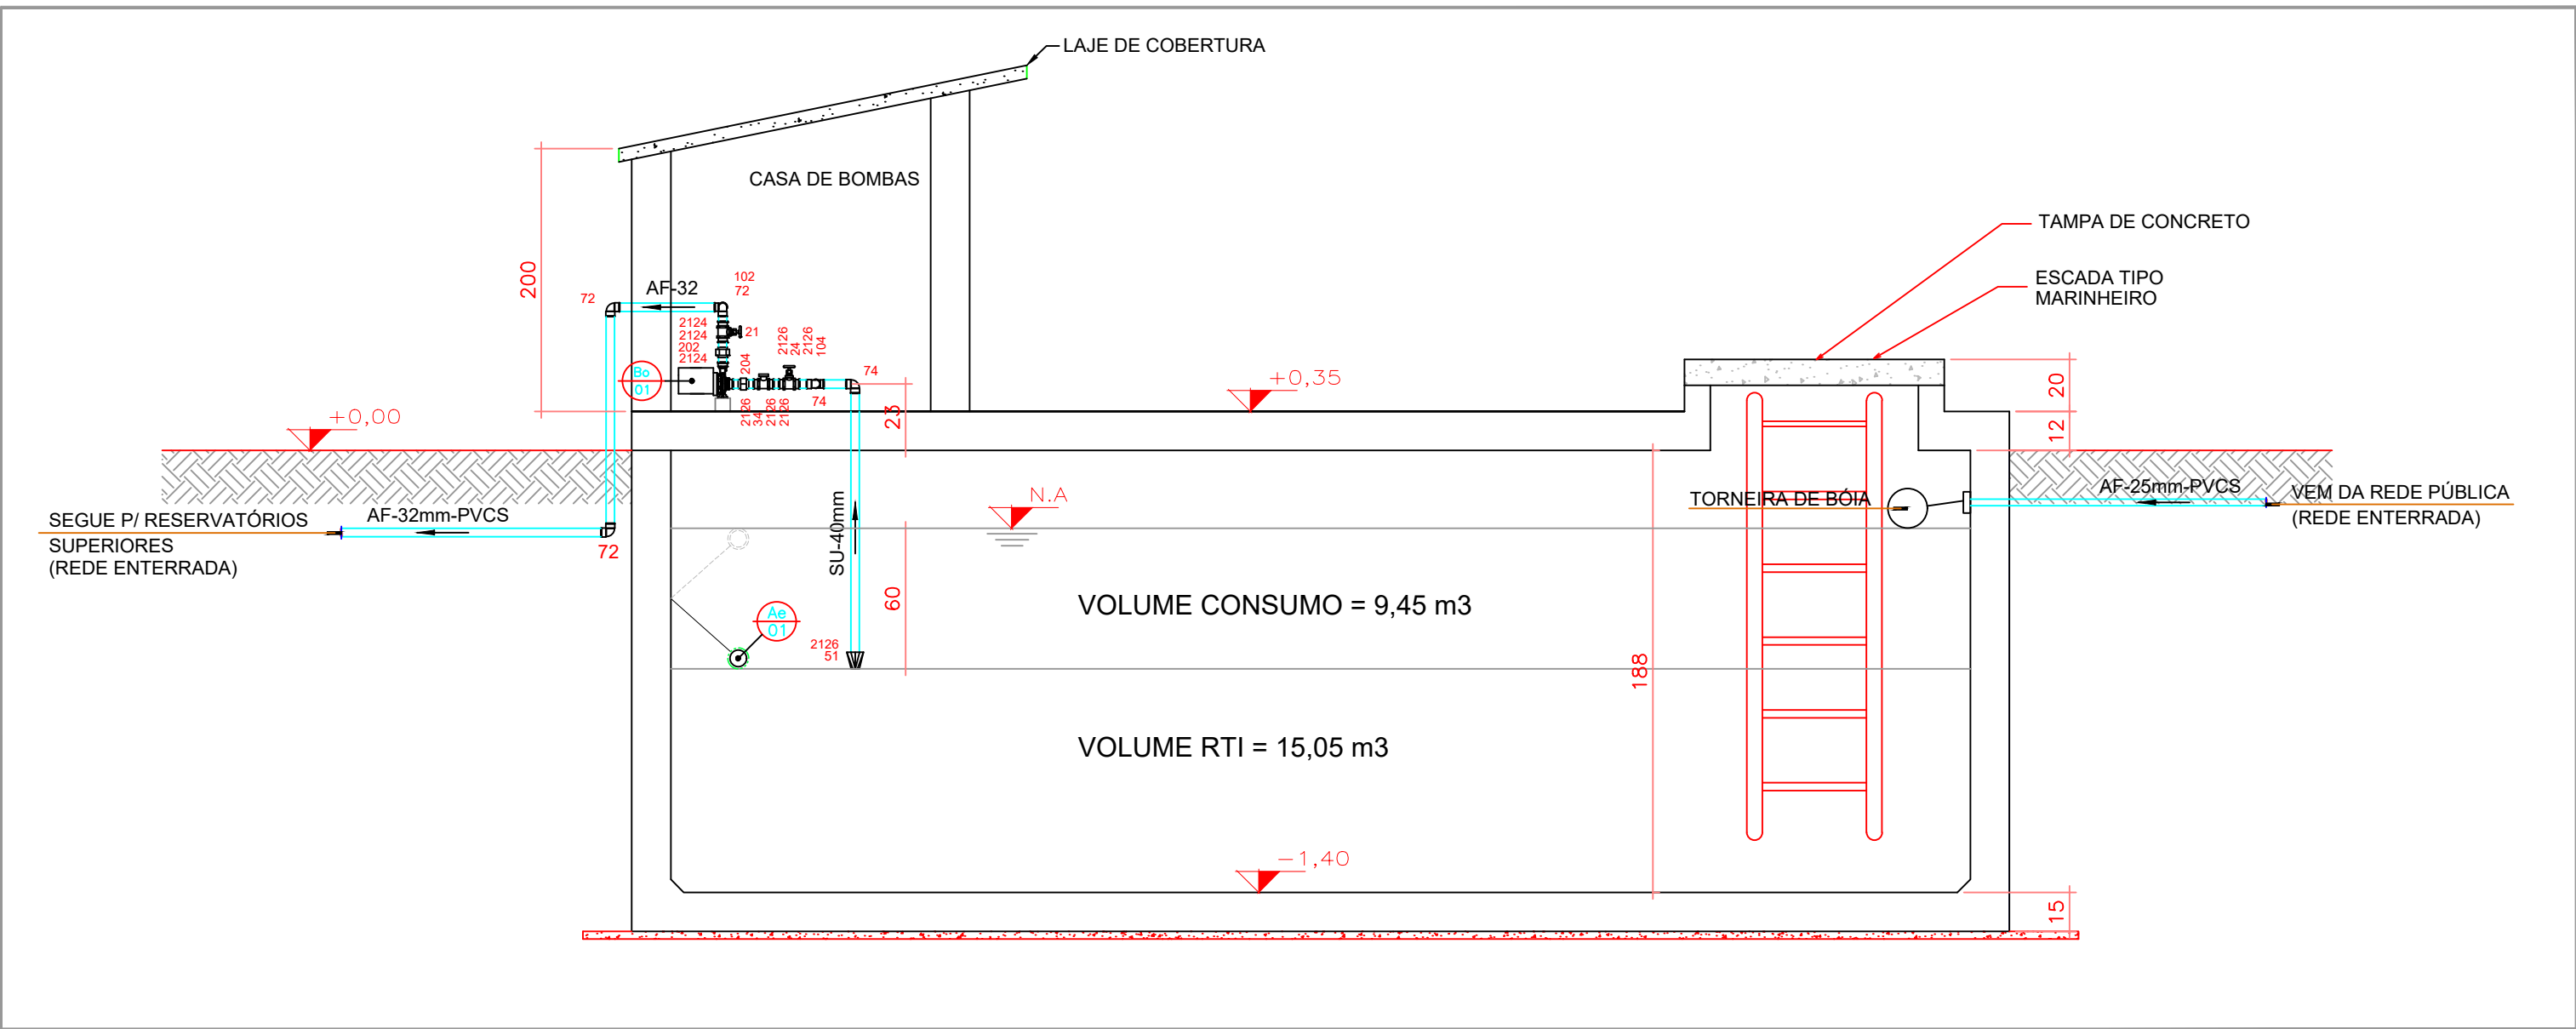 LAJE DE COBERTURA
CASA DE BOMBAS
TAMPA DE CONCRETO
ESCADA TIPO
MARINHEIRO
200
72
AF-32
102
72
2124
2124
202
2124
21
204
2126
24
2126
104
Bo
01
74
2126
34
2126
2126
74
23
+0,35
20
12
+0,00
N.A
TORNEIRA DE BÓIA
AF-25mm-PVCS
VEM DA REDE PÚBLICA
(REDE ENTERRADA)
SEGUE P/ RESERVATÓRIOS
SUPERIORES
(REDE ENTERRADA)
AF-32mm-PVCS
72
SU-40mm
60
VOLUME CONSUMO = 9,45 m3
Ae
01
2126
51
188
VOLUME RTI = 15,05 m3
-1,40
15